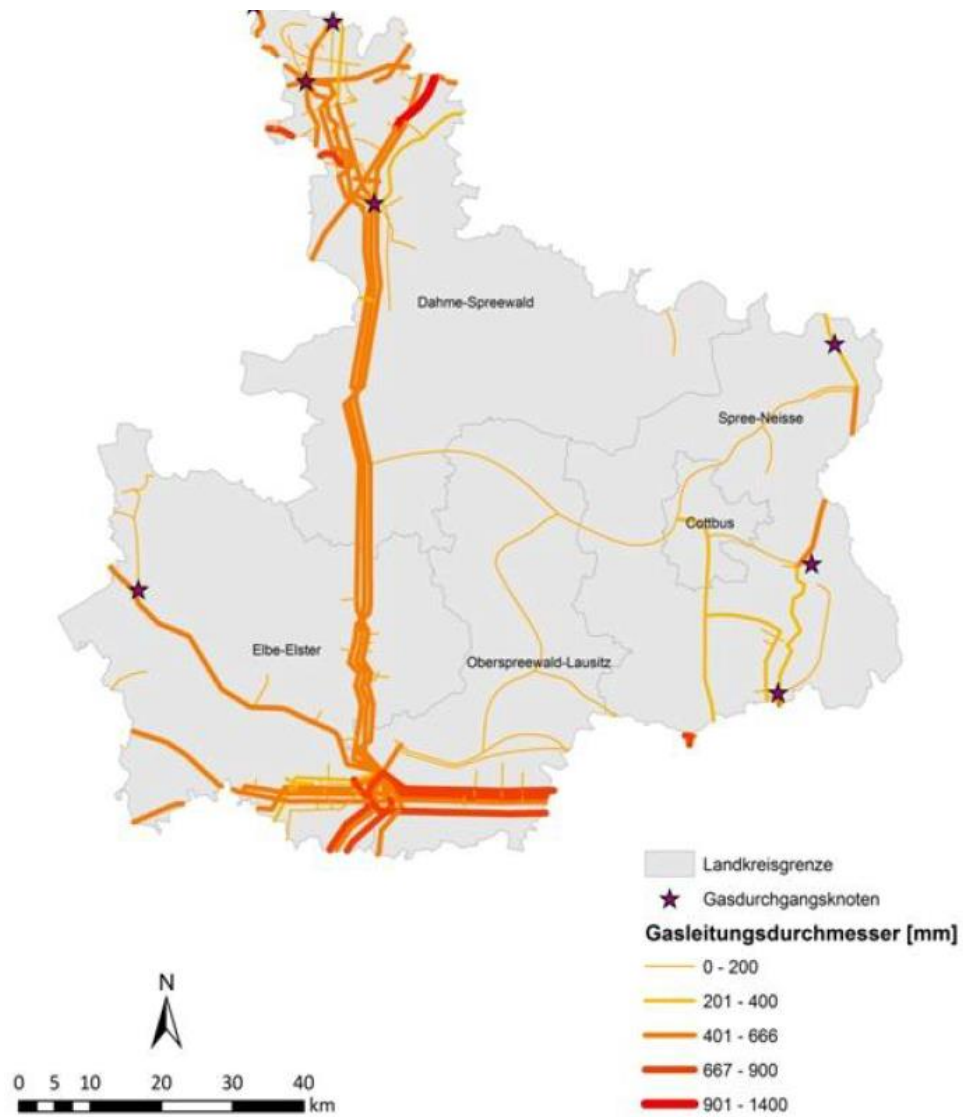 Dahme-Spreewald
Spree-Neisse
Cottbus
Elbe-Elster
Oberspreewald-Lausitz
Landkreisgrenze
Gasdurchgangsknoten
Gasleitungsdurchmesser [mm]
0 - 200
201 - 400
401 - 666
667 - 900
901 - 1400
N
0 5 10 20 30 40
km